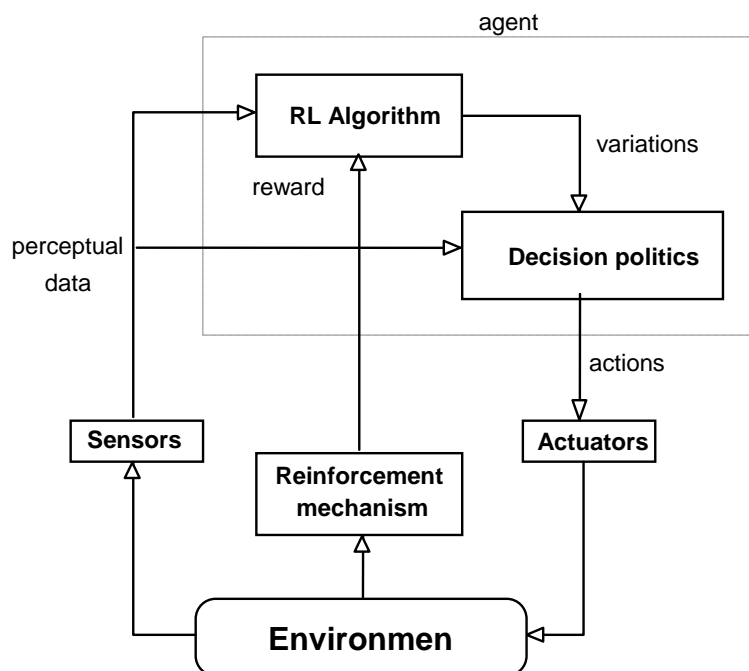 agent
RL Algorithm
variations
reward
perceptual
data
Decision politics
actions
Sensors
Actuators
Reinforcement
mechanism
Environmen